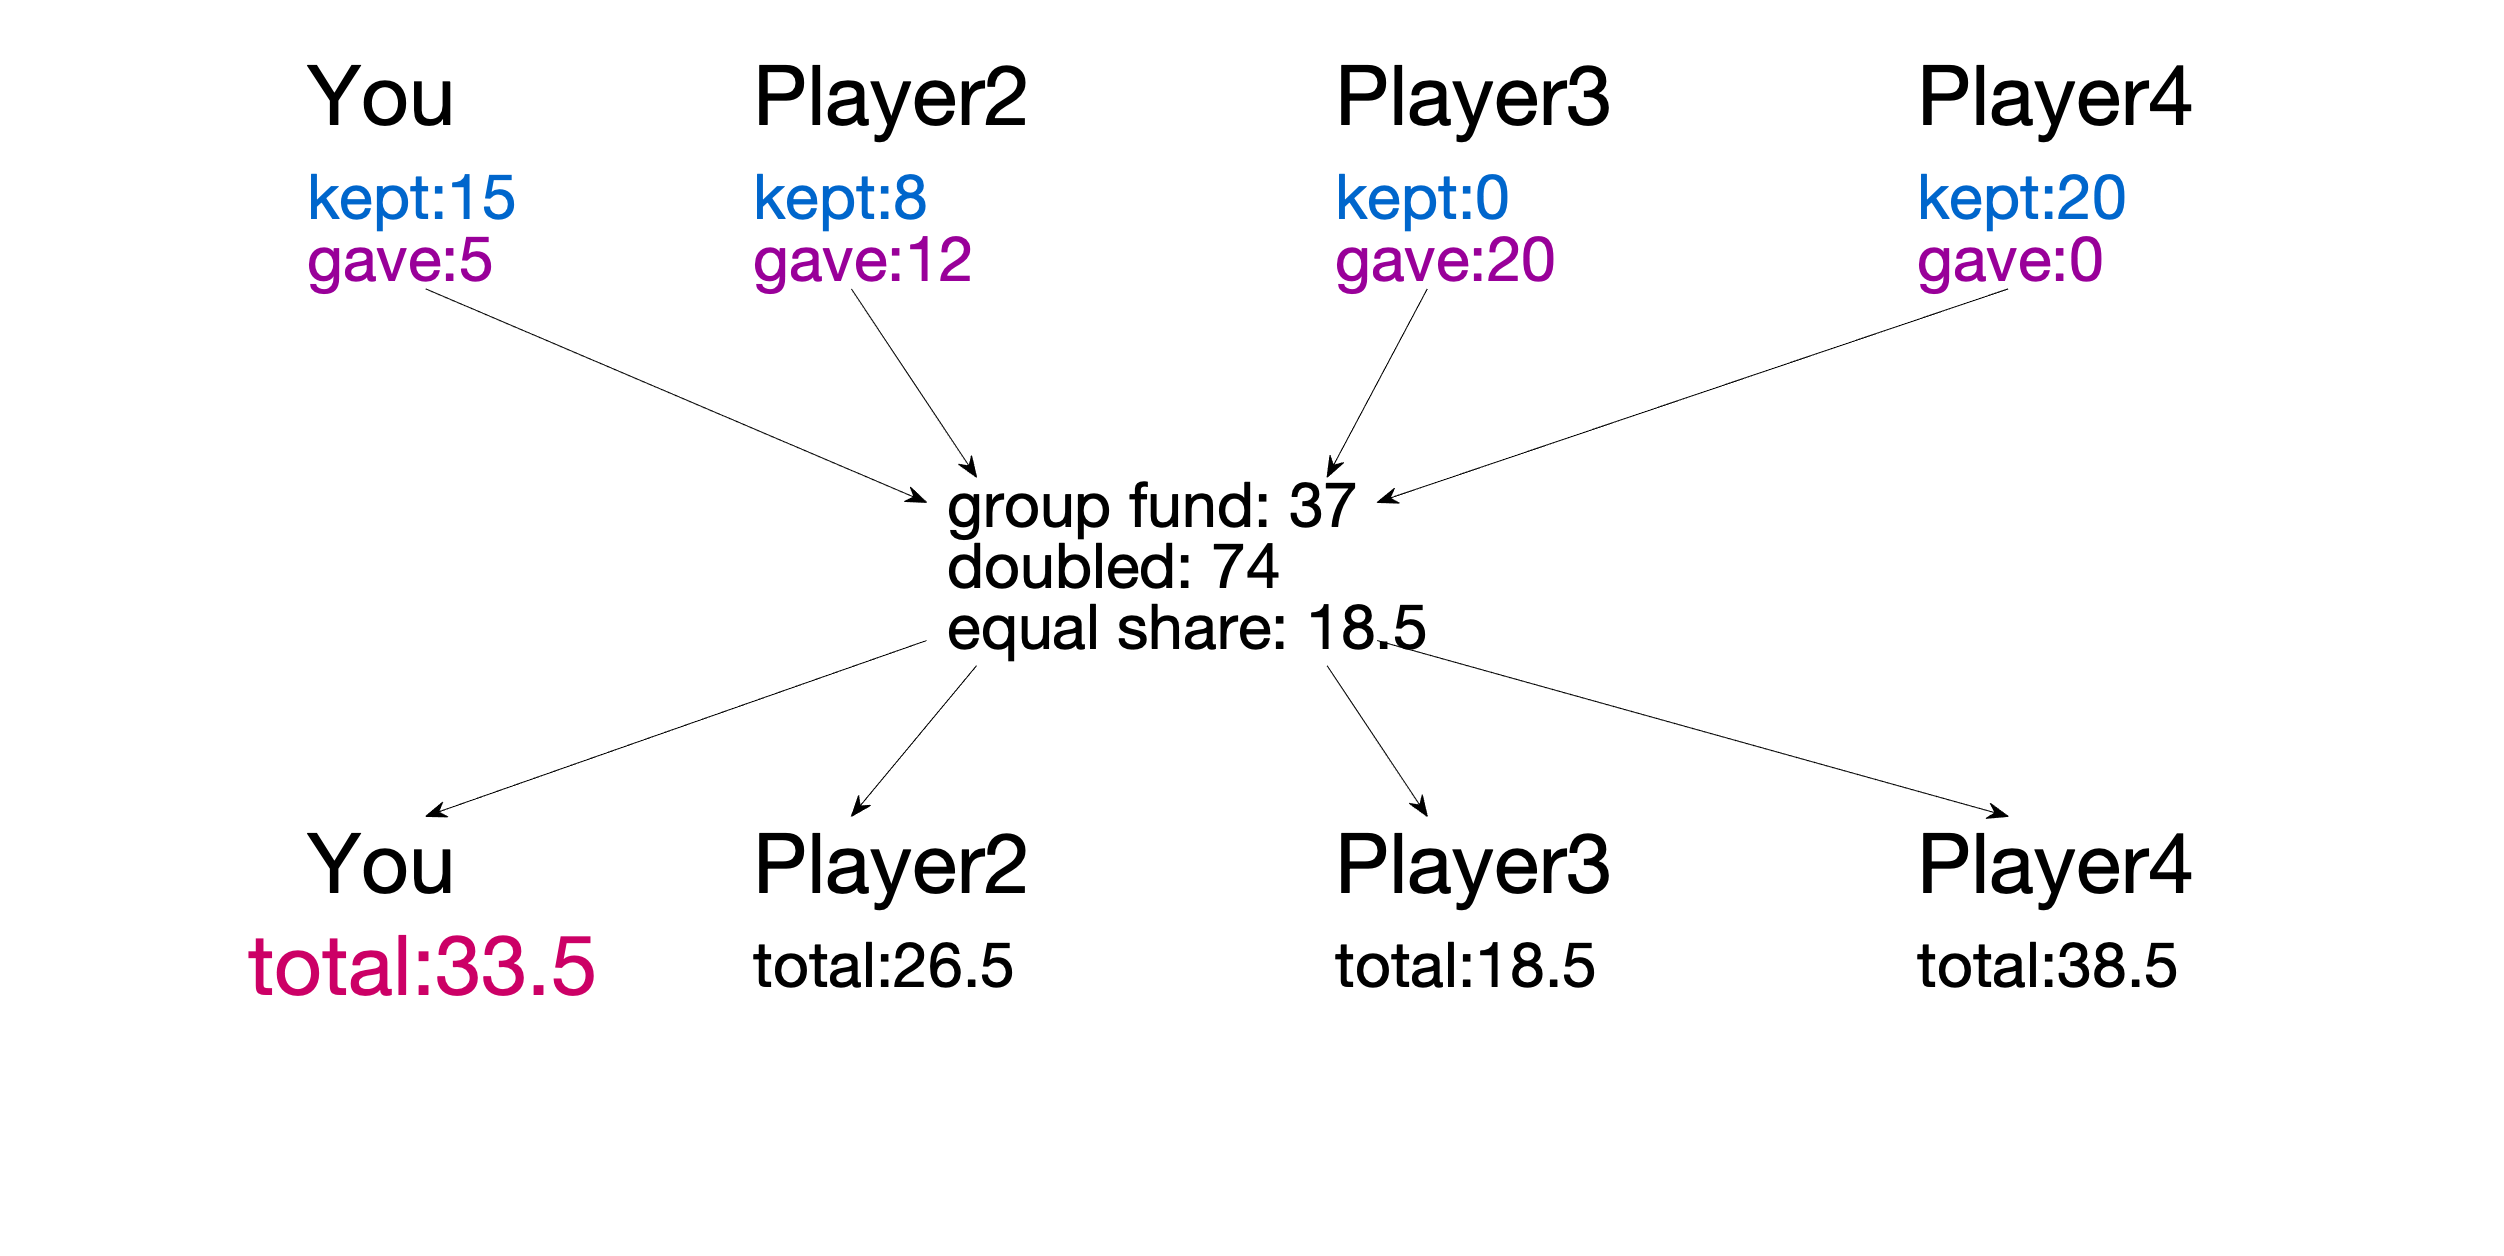 You Player2 Player3 Player4
kept:15 kept:8 kept:0 kept:20
gave:5 gave:12 gave:20 gave:0
group fund: 37
doubled: 74
equal share: 18.5
You Player2 Player3 Player4
total:33.5 total:26.5 total:18.5 total:38.5